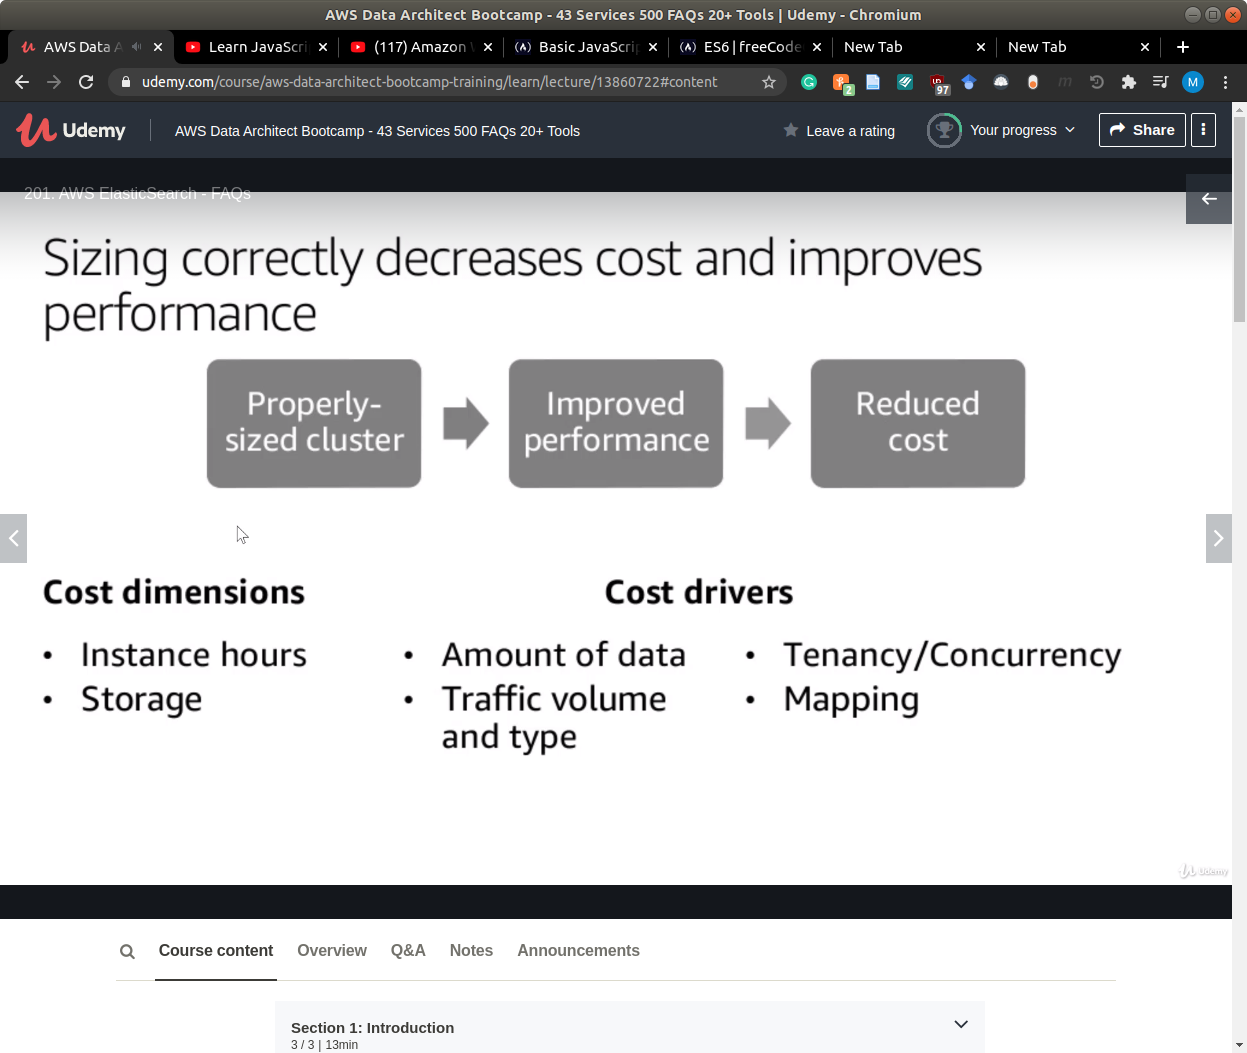 AWS Data Architect Bootcamp - 43 Services 500 FAQs 20+ Tools | Udemy - Chromium
AWS Data A
Learn JavaScri
(117) Amazon
Basic JavaScrip
ES6 | freeCode
New Tab
New Tab
udemy.com/course/aws-data-architect-bootcamp-training/learn/lecture/13860722#content
2
97
M
Udemy
AWS Data Architect Bootcamp - 43 Services 500 FAQs 20+ Tools
Leave a rating
Your progress
Share
201. AWS ElasticSearch - FAQs
Sizing correctly decreases cost and improves
performance
Properly-
sized cluster
Improved
performance
Reduced
cost
Cost dimensions
• Instance hours
• Storage
Cost drivers
• Amount of data
• Traffic volume
and type
• Tenancy/Concurrency
• Mapping
Udemy
Course content
Overview
Q&A
Notes
Announcements
Section 1: Introduction
3 / 3 | 13min